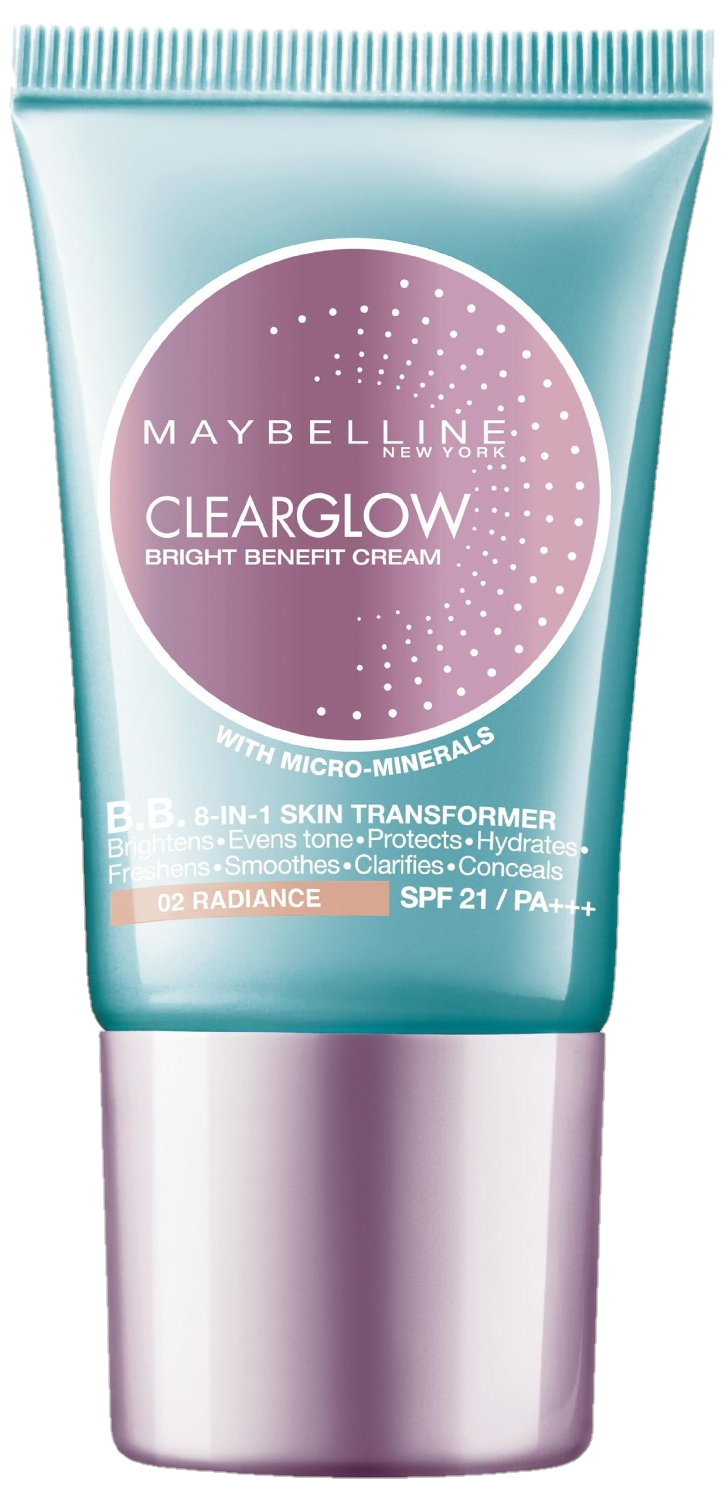 MAYBELLINE
NEW YORK
CLEARGLOW
BRIGHT BENEFIT CREAM
WITH MICRO-MINERALS
B.B. 8-IN-1 SKIN TRANSFORMER
Brightens•Evens tone•Protects•Hydrates•
Freshens•Smoothes•Clarifies•Conceals
02 RADIANCE SPF 21 / PA+++